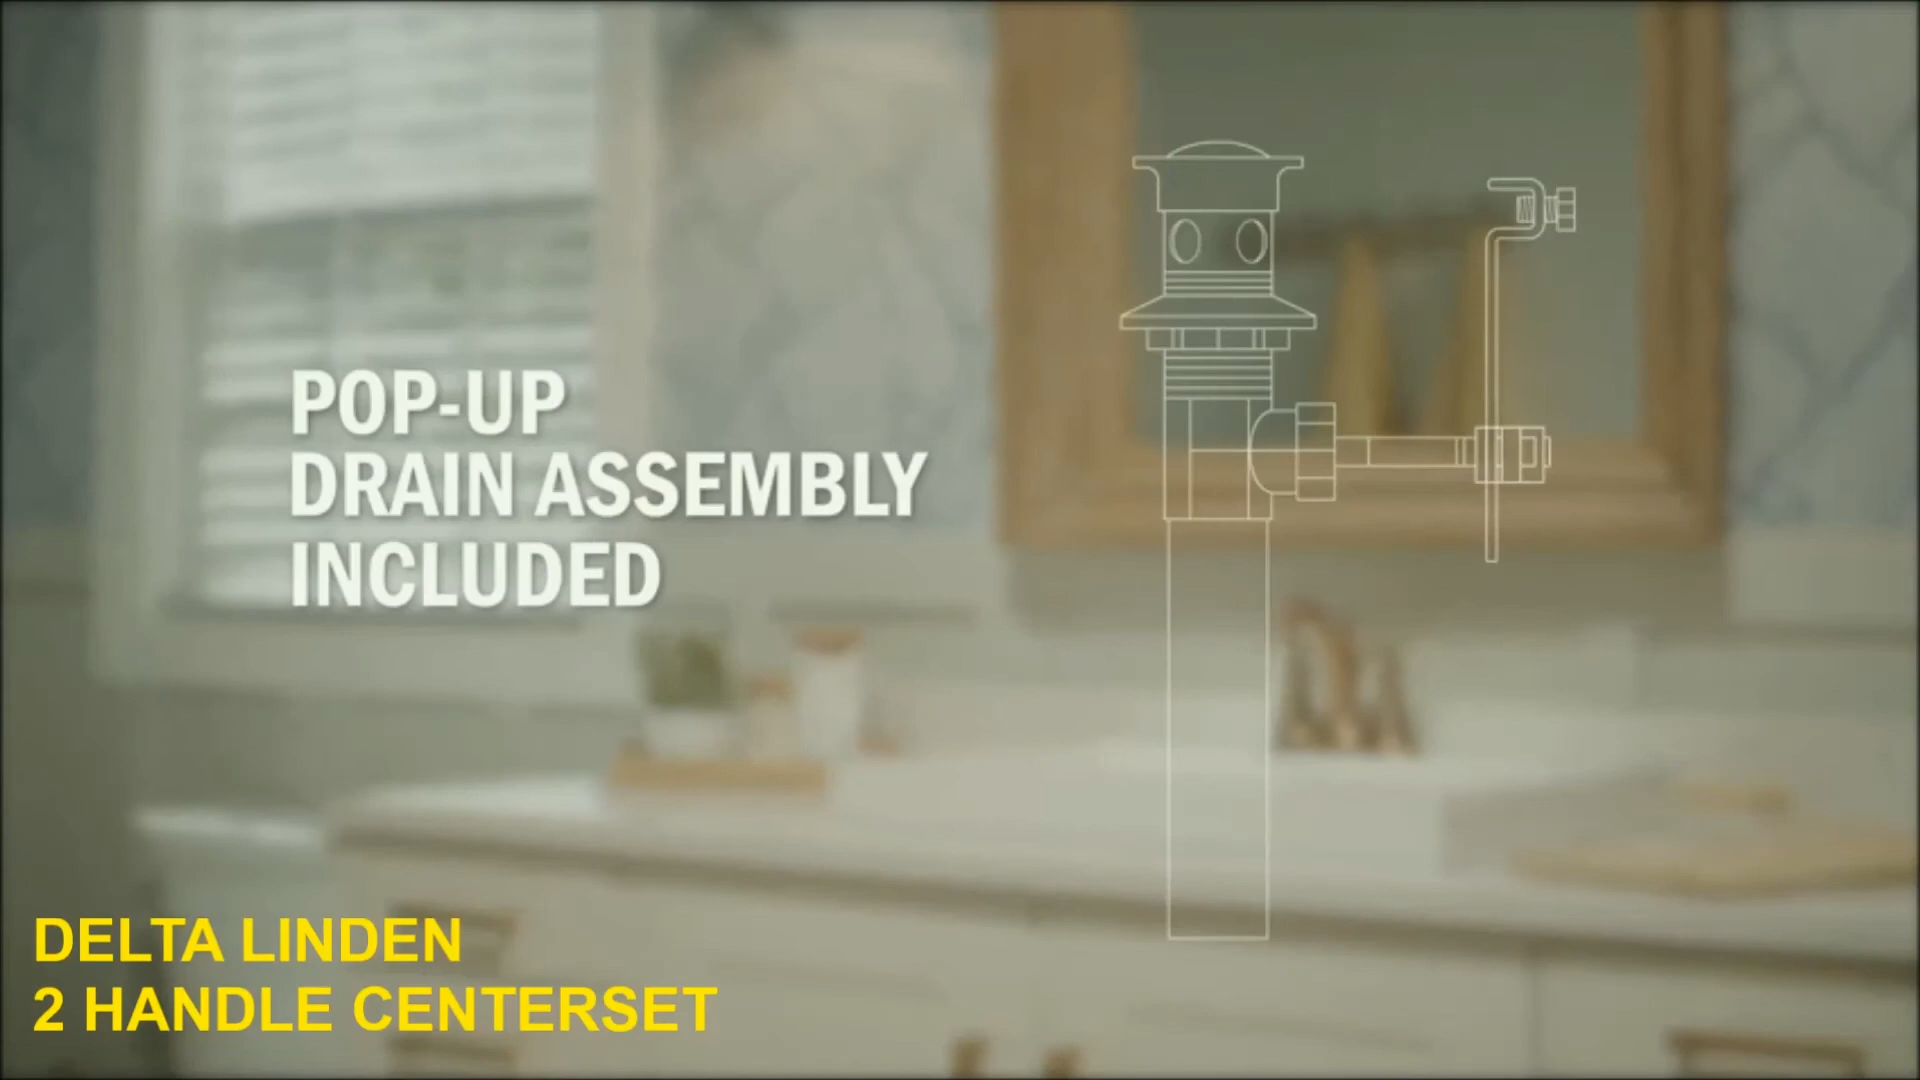 POP-UP
DRAIN ASSEMBLY
INCLUDED
DELTA LINDEN
2 HANDLE CENTERSET